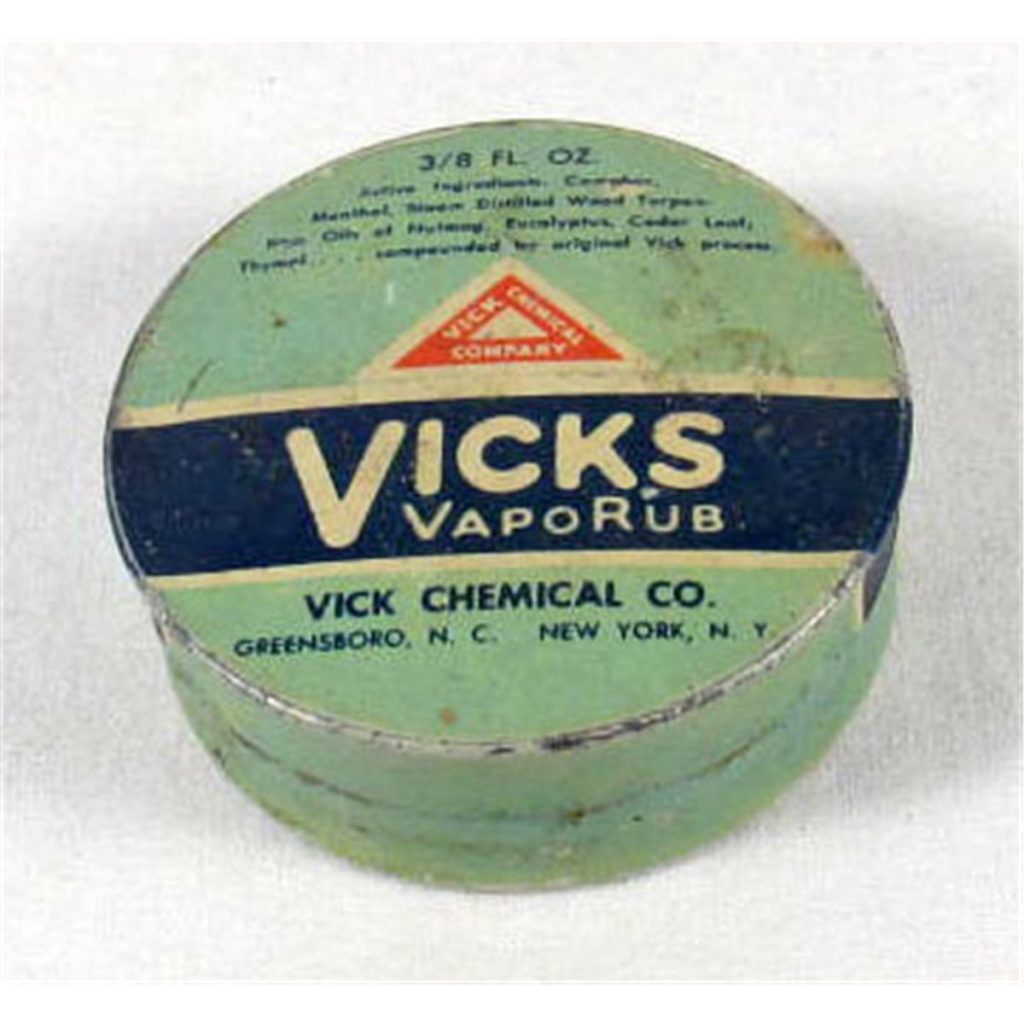 3/8 FL. OZ.
Active Ingredients, Camphor,
Menthol, Steam Distilled Wood Turpen-
tine Oils of Nutmeg, Eucalyptus, Cedar Leaf,
Thymol . . . compounded by original Vick process.
VICK CHEMICAL
COMPANY
VICKS
VAPORUB
VICK CHEMICAL CO.
GREENSBORO, N. C. NEW YORK, N. Y.